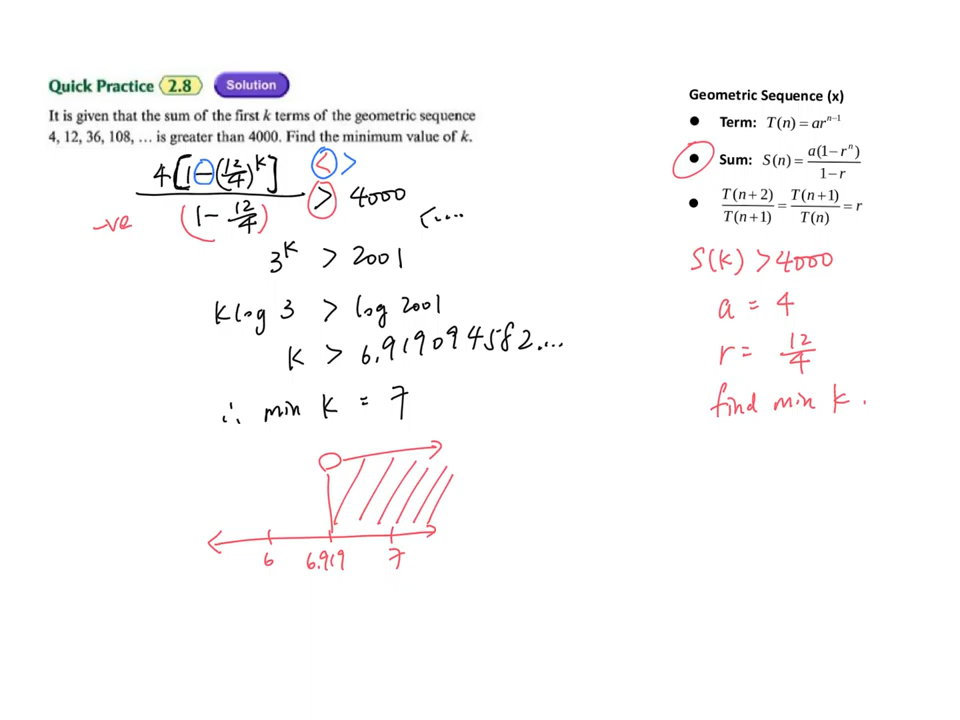 Quick Practice 2.8 Solution
It is given that the sum of the first k terms of the geometric sequence
4, 12, 36, 108, … is greater than 4000. Find the minimum value of k.
4[1−(12/4)^k] < >
-ve (1 − 12/4) > 4000
3^k > 2001
k log 3 > log 2001
k > 6.919094582....
∴ min k = 7
6 6.919 7
Geometric Sequence (x)
● Term: T(n) = ar^{n−1}
● Sum: S(n) = a(1−r^n)/1−r
● T(n+2)/T(n+1) = T(n+1)/T(n) = r
S(k) > 4000
a = 4
r = 12/4
find min k.